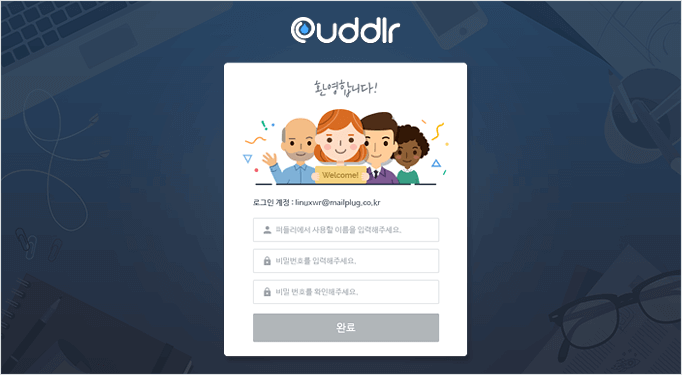 Puddlr
환영합니다!
Welcome!
로그인 계정 : linuxwr@mailplug.co.kr
퍼들러에서 사용할 이름을 입력해주세요.
비밀번호를 입력해주세요.
비밀 번호를 확인해주세요.
완료